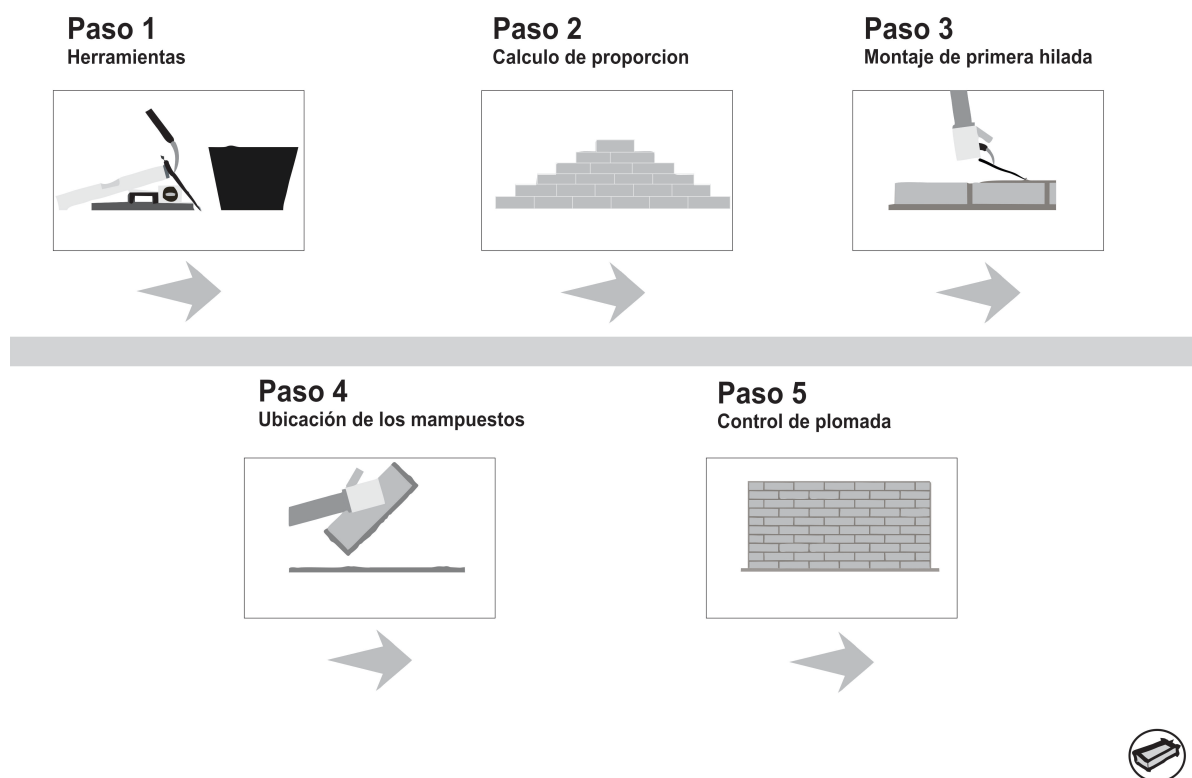 Paso 1
Herramientas
Paso 2
Calculo de proporcion
Paso 3
Montaje de primera hilada
Paso 4
Ubicación de los mampuestos
Paso 5
Control de plomada